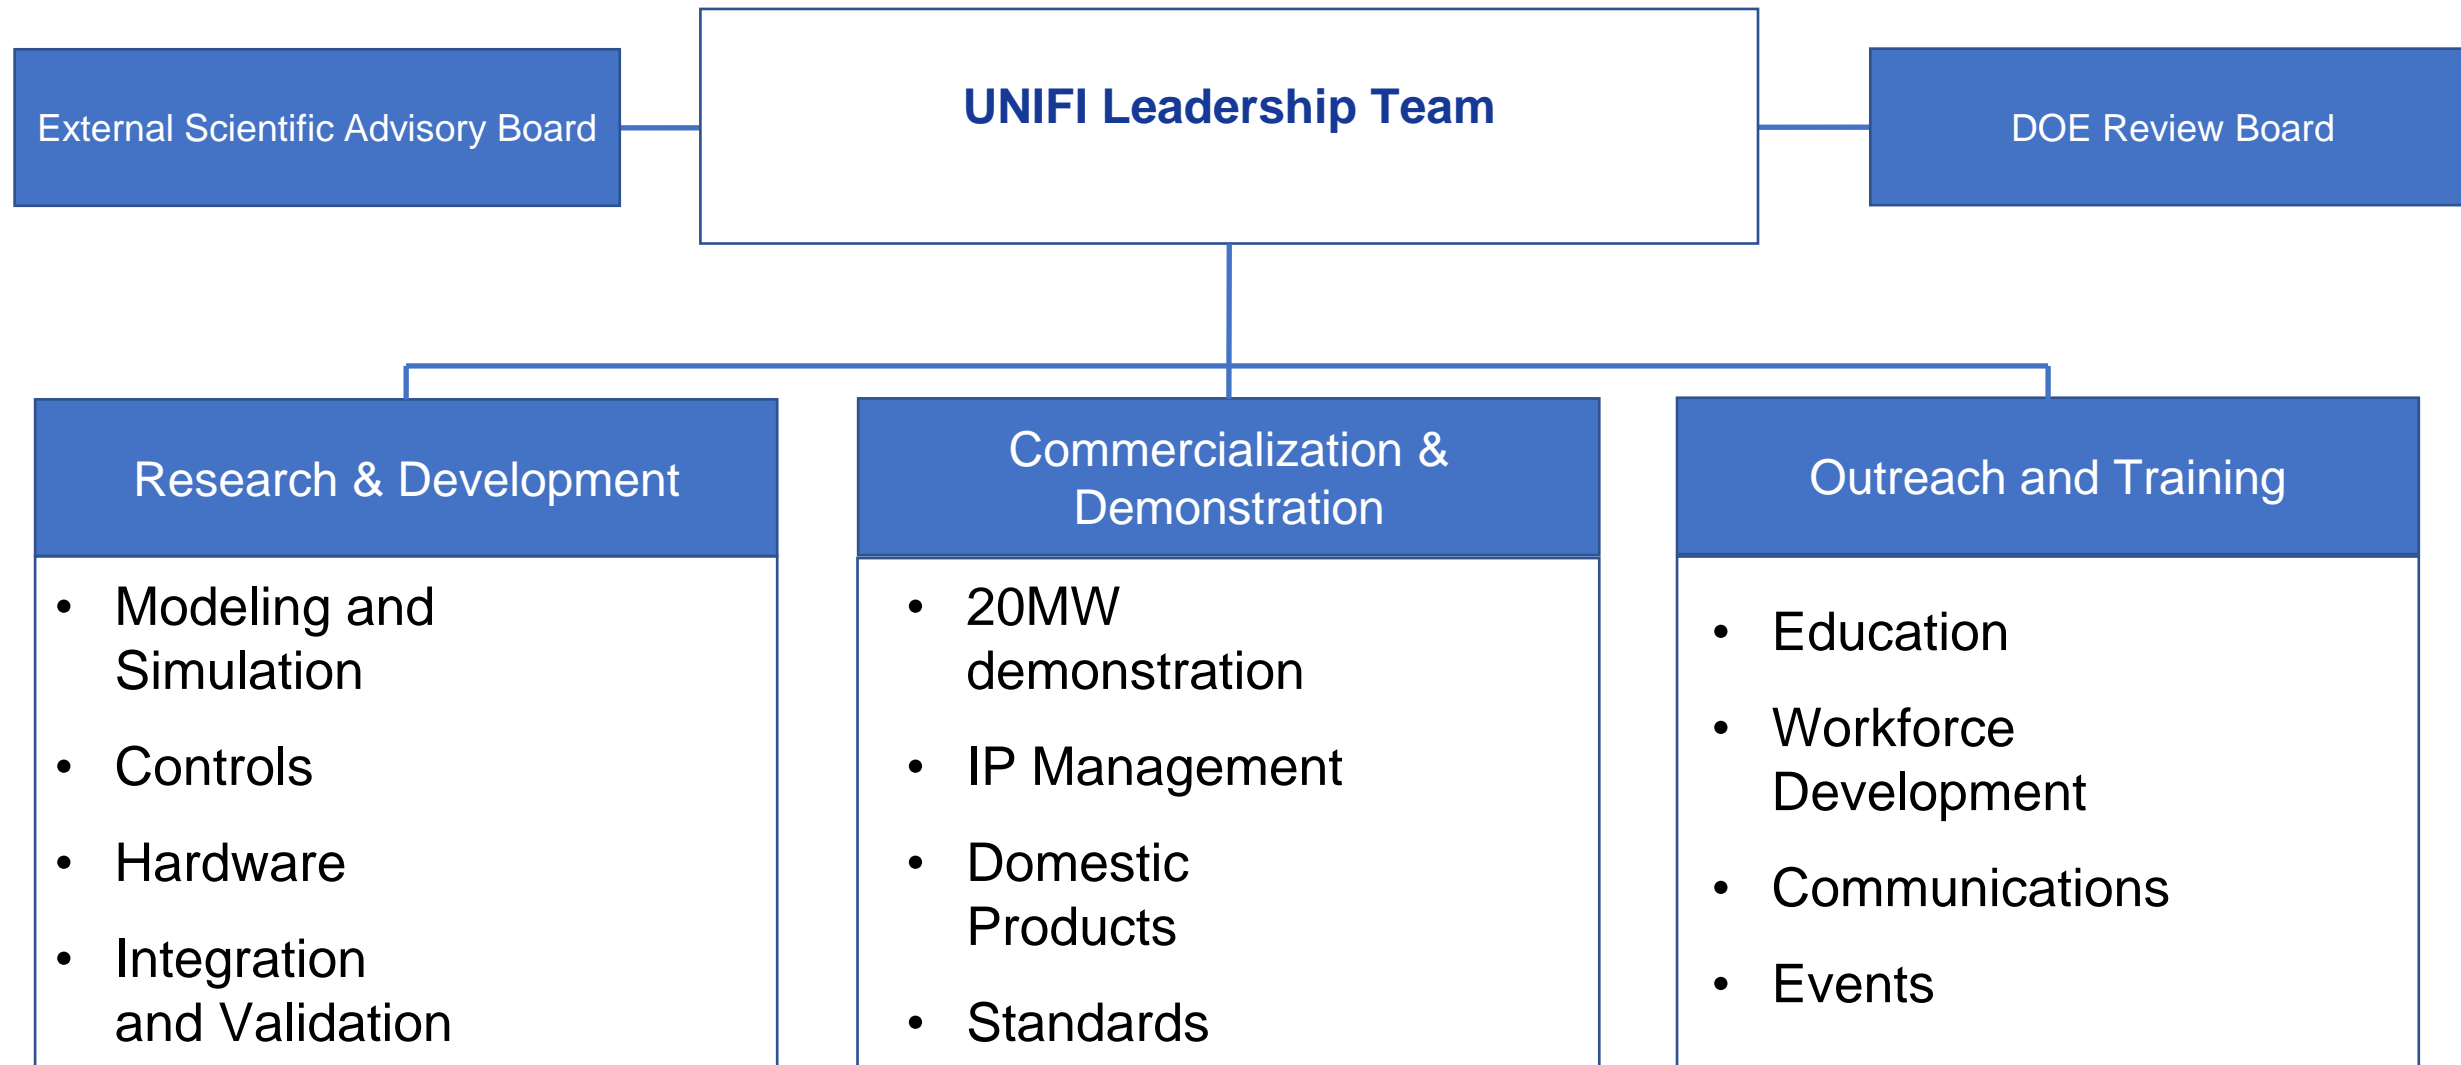 External Scientific Advisory Board
UNIFI Leadership Team
DOE Review Board
Research & Development
• Modeling and
Simulation
• Controls
• Hardware
• Integration
and Validation
Commercialization &
Demonstration
• 20MW
demonstration
• IP Management
• Domestic
Products
• Standards
Outreach and Training
• Education
• Workforce
Development
• Communications
• Events